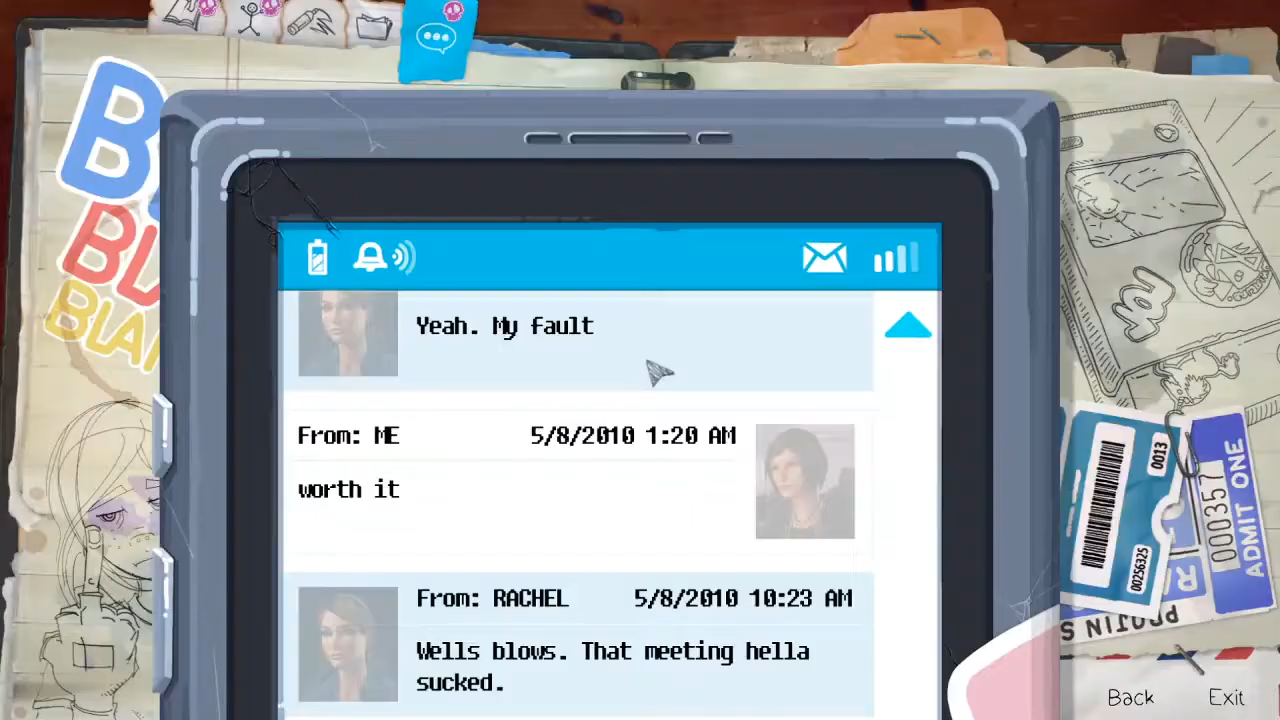 Yeah. My fault
From: ME 5/8/2010 1:20 AM
worth it
From: RACHEL 5/8/2010 10:23 AM
Wells blows. That meeting hella
sucked.
0013
00256325
000357
ADMIT ONE
Back Exit